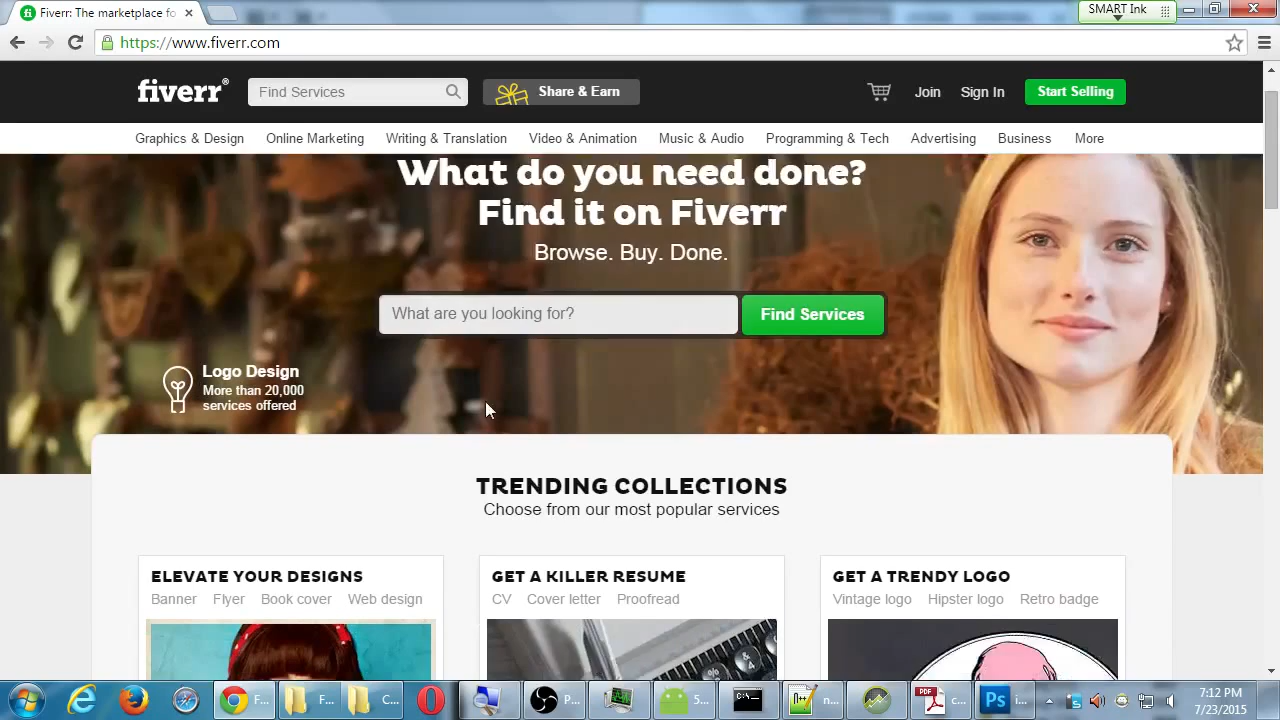 Fiverr: The marketplace fo
SMART Ink
https://www.fiverr.com
fiverr®
Find Services
Share & Earn
Join
Sign In
Start Selling
Graphics & Design
Online Marketing
Writing & Translation
Video & Animation
Music & Audio
Programming & Tech
Advertising
Business
More
What do you need done?
Find it on Fiverr
Browse. Buy. Done.
What are you looking for?
Find Services
Logo Design
More than 20,000
services offered
TRENDING COLLECTIONS
Choose from our most popular services
ELEVATE YOUR DESIGNS
Banner Flyer Book cover Web design
GET A KILLER RESUME
CV Cover letter Proofread
GET A TRENDY LOGO
Vintage logo Hipster logo Retro badge
F...
F...
C...
P...
5...
C:\.
n...
PDF
c...
Ps
i...
7:12 PM
7/23/2015